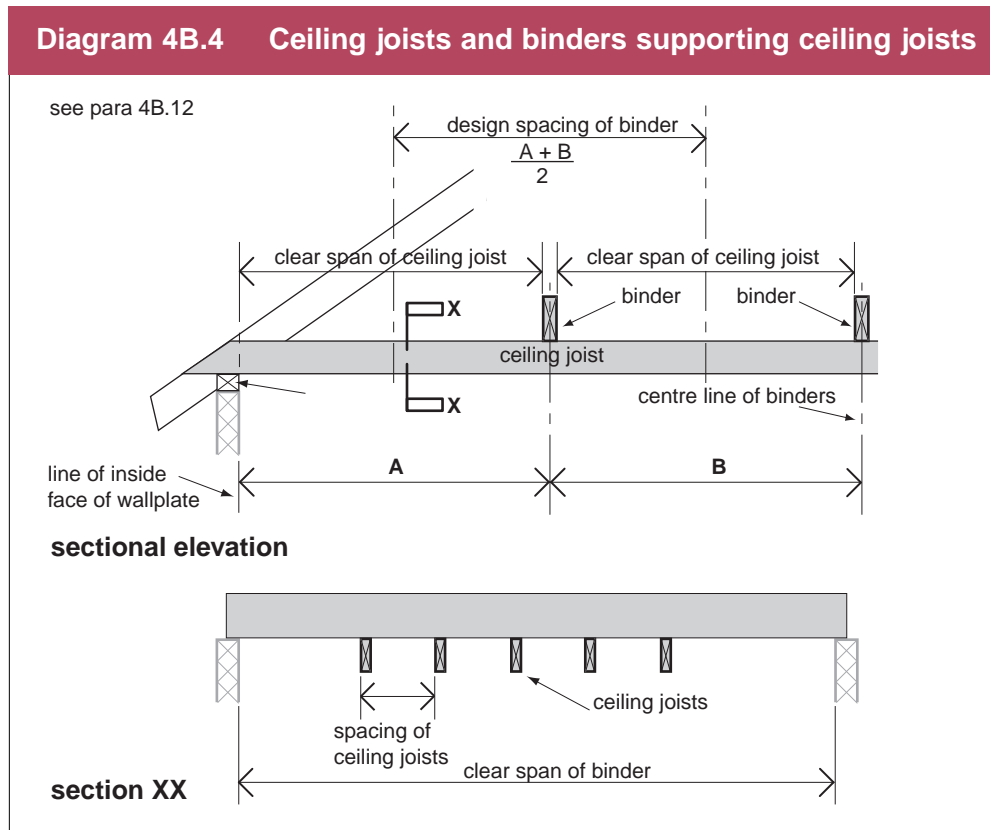 Diagram 4B.4 Ceiling joists and binders supporting ceiling joists
see para 4B.12
design spacing of binder
A + B
2
clear span of ceiling joist
clear span of ceiling joist
binder
binder
X
ceiling joist
X
centre line of binders
A
B
line of inside
face of wallplate
sectional elevation
ceiling joists
spacing of
ceiling joists
clear span of binder
section XX